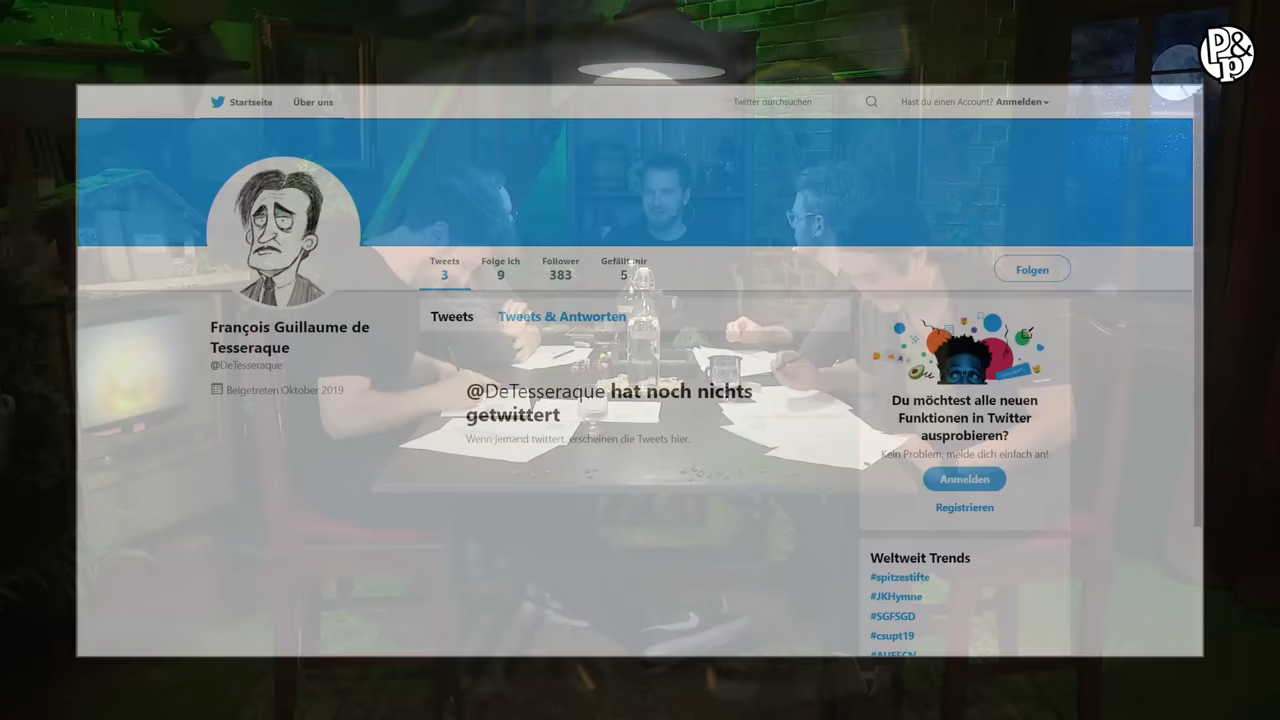 P&P
Startseite Über uns Twitter durchsuchen Hast du einen Account? Anmelden
Tweets Folge ich Follower Gefällt mir
3 9 383 5
Folgen
François Guillaume de
Tesseraque
@DeTesseraque
Beigetreten Oktober 2019
Tweets Tweets & Antworten
@DeTesseraque hat noch nichts
getwittert
Wenn jemand twittert, erscheinen die Tweets hier.
Du möchtest alle neuen
Funktionen in Twitter
ausprobieren?
Kein Problem, melde dich einfach an!
Anmelden
Registrieren
Weltweit Trends
#spitzestifte
#JKHymne
#SGFSGD
#csupt19